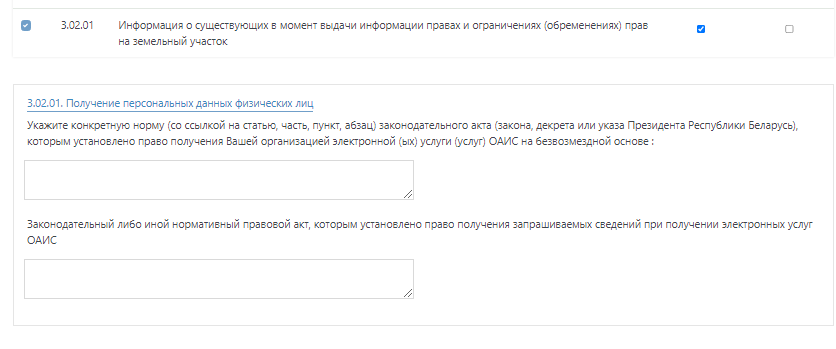 3.02.01 Информация о существующих в момент выдачи информации правах и ограничениях (обременениях) прав
на земельный участок
3.02.01. Получение персональных данных физических лиц
Укажите конкретную норму (со ссылкой на статью, часть, пункт, абзац) законодательного акта (закона, декрета или указа Президента Республики Беларусь),
которым установлено право получения Вашей организацией электронной (ых) услуги (услуг) ОАИС на безвозмездной основе :
Законодательный либо иной нормативный правовой акт, которым установлено право получения запрашиваемых сведений при получении электронных услуг
ОАИС